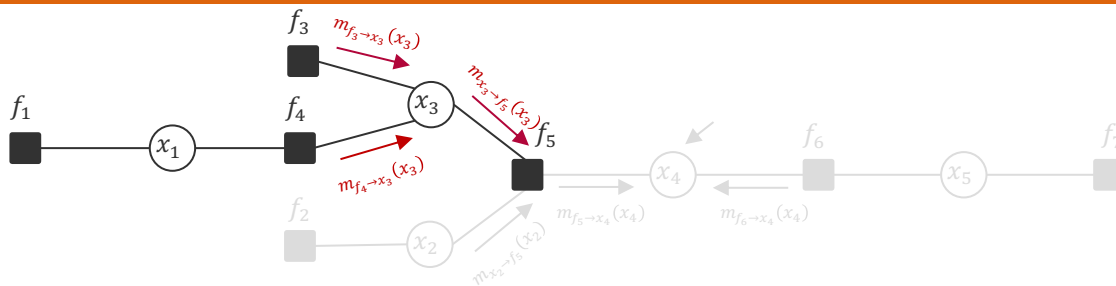 f₃
m_{f₃→x₃}(x₃)
m_{x₃→f₅}(x₃)
f₁
f₄
x₃
f₅
f₆
f₇
x₁
m_{f₄→x₃}(x₃)
x₄
x₅
f₂
m_{f₅→x₄}(x₄)
m_{f₆→x₄}(x₄)
x₂
m_{x₂→f₅}(x₂)